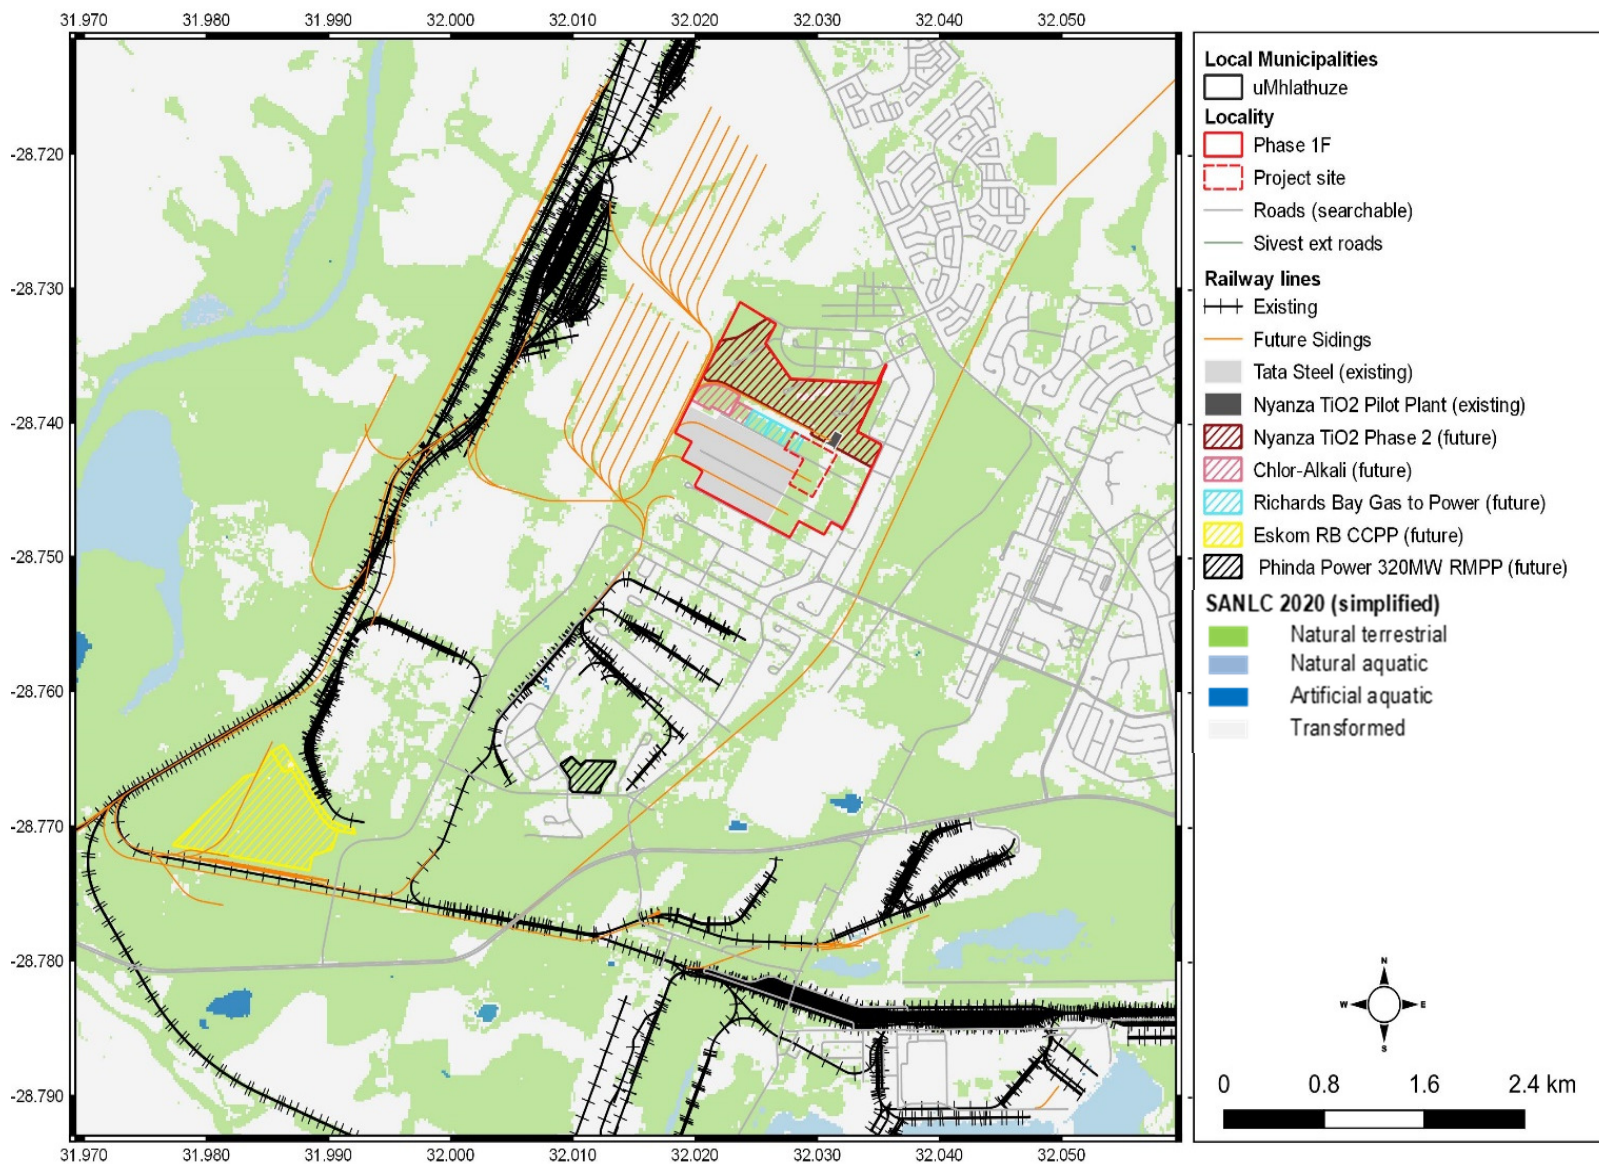 31.970 31.980 31.990 32.000 32.010 32.020 32.030 32.040 32.050
-28.720
-28.730
-28.740
-28.750
-28.760
-28.770
-28.780
-28.790
31.970 31.980 31.990 32.000 32.010 32.020 32.030 32.040 32.050
Local Municipalities
uMhlathuze
Locality
Phase 1F
Project site
Roads (searchable)
Sivest ext roads
Railway lines
Existing
Future Sidings
Tata Steel (existing)
Nyanza TiO2 Pilot Plant (existing)
Nyanza TiO2 Phase 2 (future)
Chlor-Alkali (future)
Richards Bay Gas to Power (future)
Eskom RB CCPP (future)
Phinda Power 320MW RMPP (future)
SANLC 2020 (simplified)
Natural terrestrial
Natural aquatic
Artificial aquatic
Transformed
N
W E
S
0 0.8 1.6 2.4 km